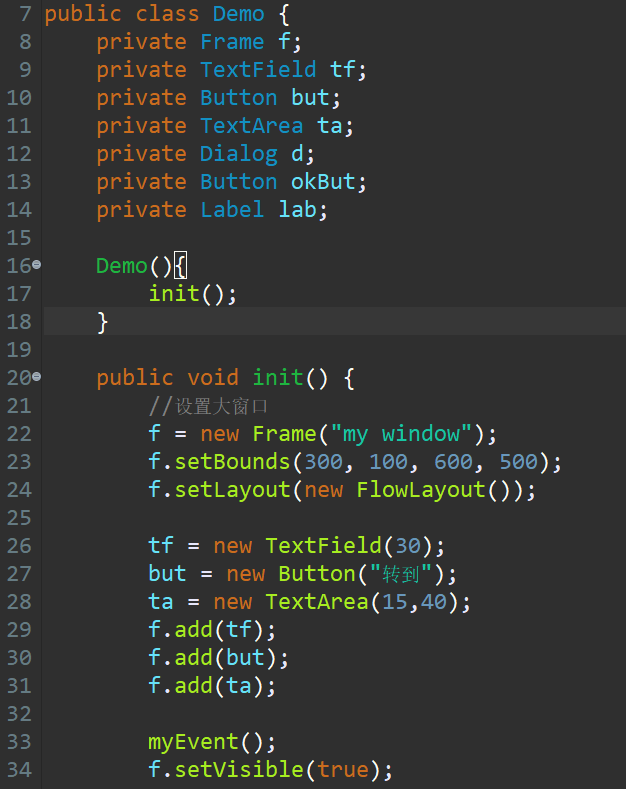 7 public class Demo {
8     private Frame f;
9     private TextField tf;
10     private Button but;
11     private TextArea ta;
12     private Dialog d;
13     private Button okBut;
14     private Label lab;
15
16     Demo(){
17         init();
18     }
19
20     public void init() {
21         //设置大窗口
22         f = new Frame("my window");
23         f.setBounds(300, 100, 600, 500);
24         f.setLayout(new FlowLayout());
25
26         tf = new TextField(30);
27         but = new Button("转到");
28         ta = new TextArea(15,40);
29         f.add(tf);
30         f.add(but);
31         f.add(ta);
32
33         myEvent();
34         f.setVisible(true);